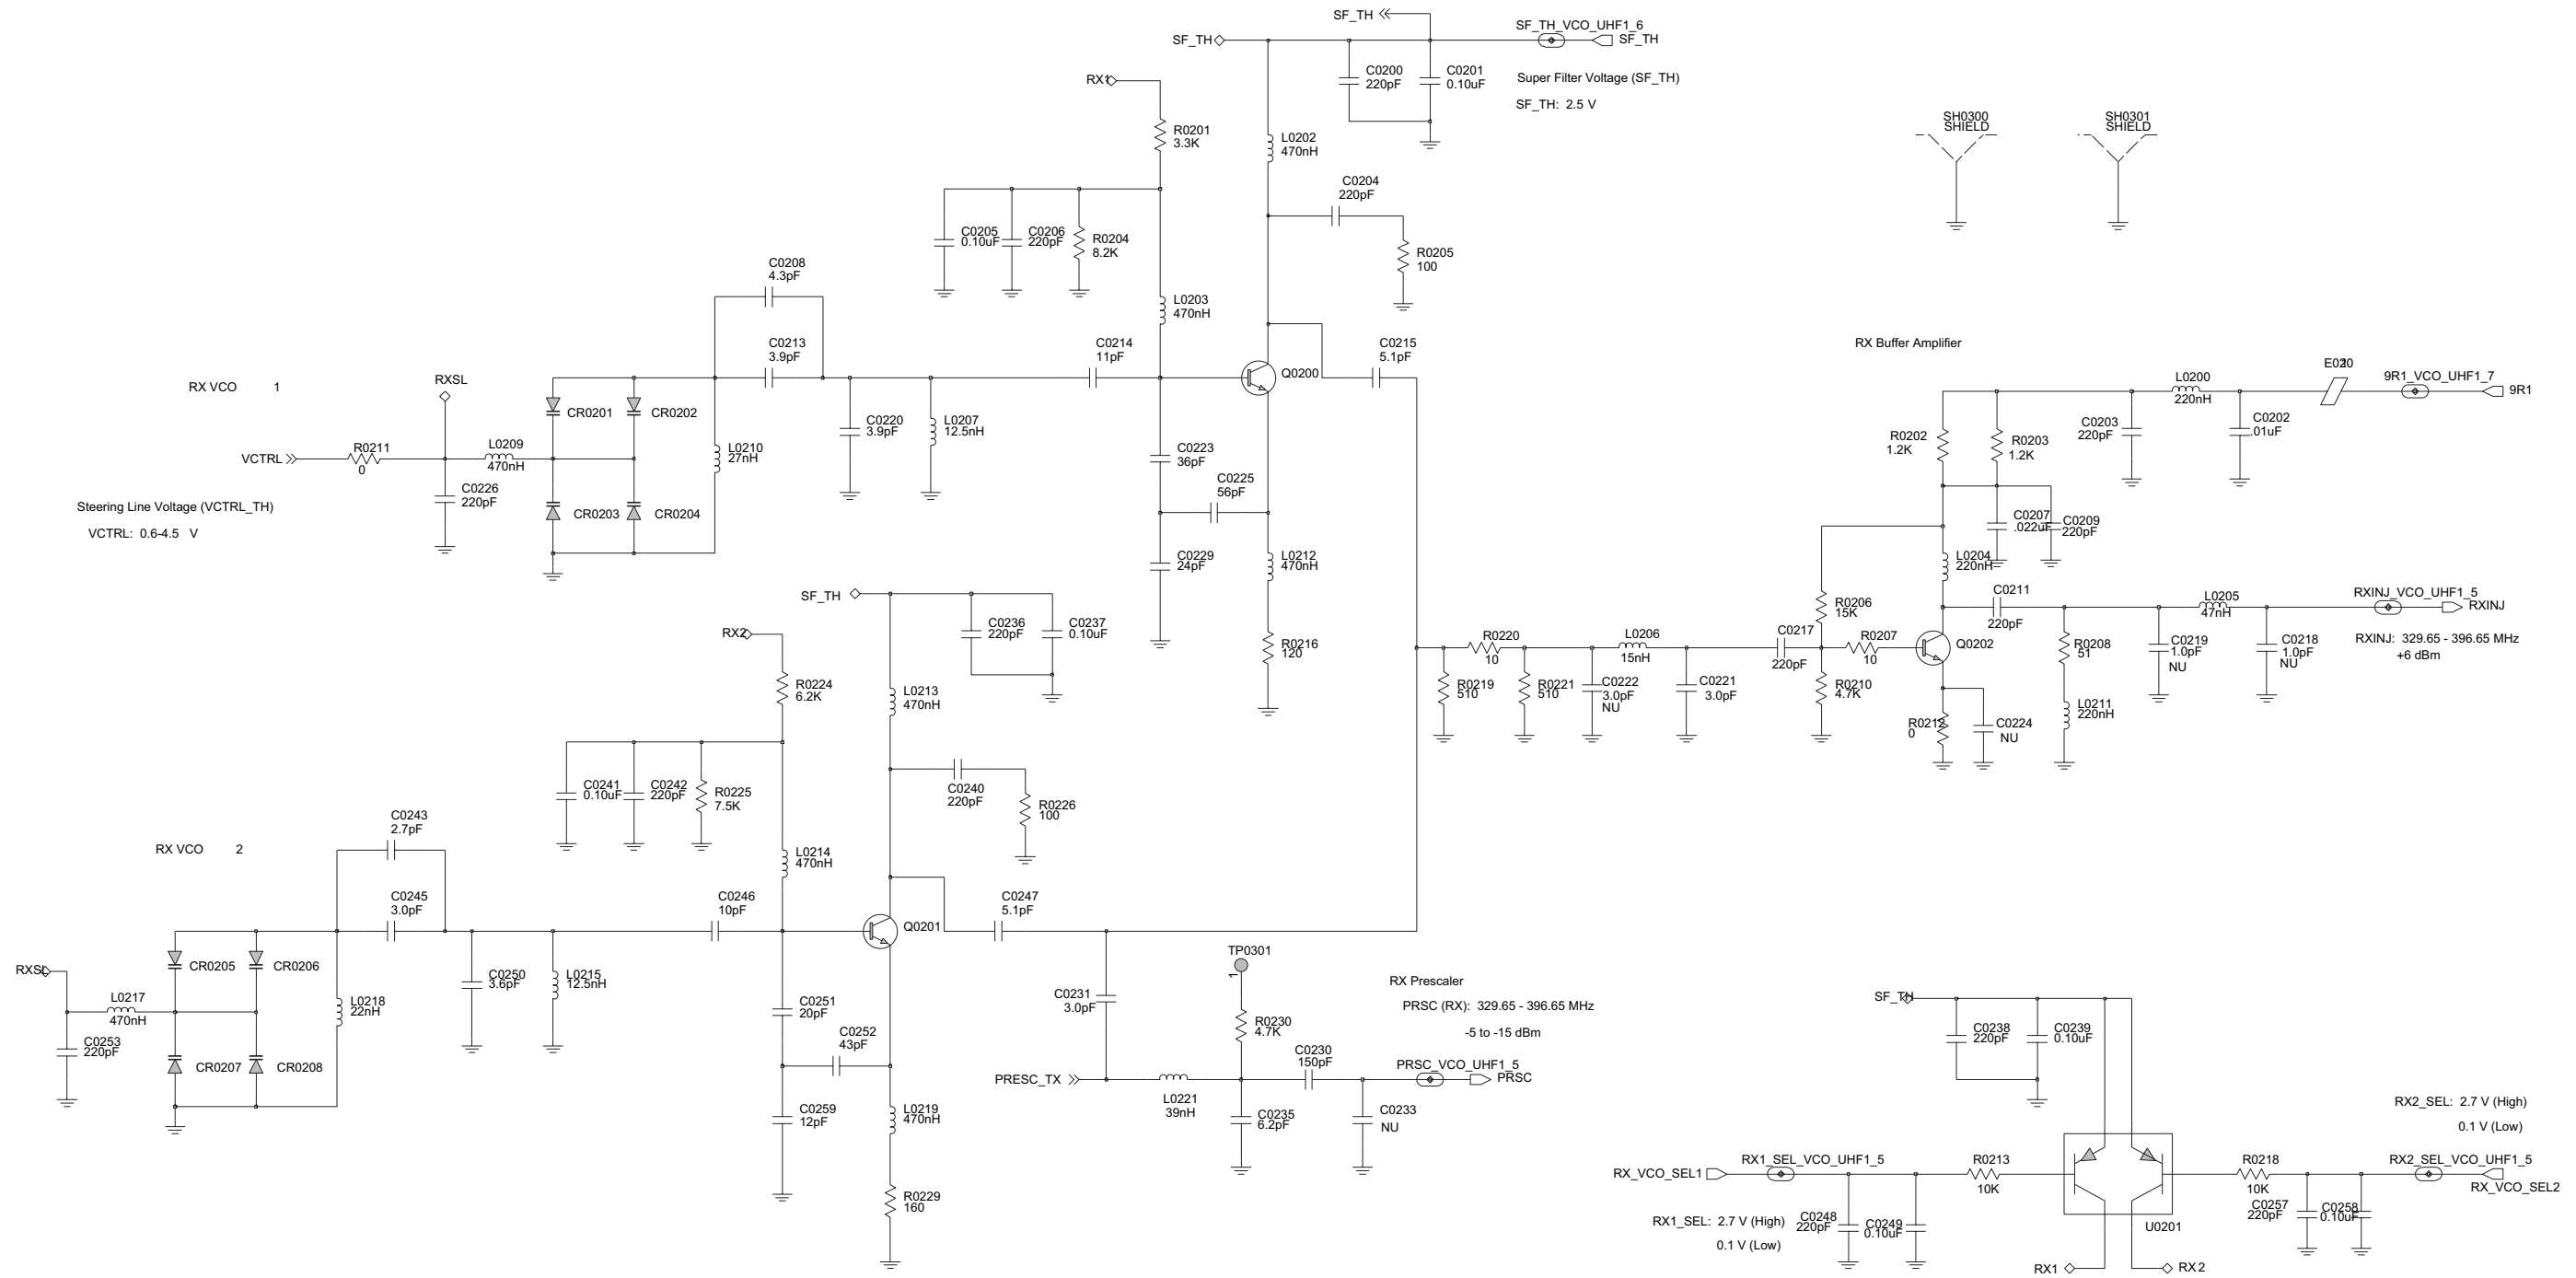 SF_TH
SF_TH
SF_TH_VCO_UHF1_6
SF_TH
C0200
220pF
C0201
0.10uF
Super Filter Voltage (SF_TH)
SF_TH: 2.5 V
RX1
R0201
3.3K
L0202
470nH
SH0300
SHIELD
SH0301
SHIELD
C0204
220pF
C0205
0.10uF
C0206
220pF
R0204
8.2K
R0205
100
C0208
4.3pF
L0203
470nH
C0213
3.9pF
C0214
11pF
C0215
5.1pF
Q0200
RX Buffer Amplifier
L0200
220nH
9R1_VCO_UHF1_7
9R1
RX VCO 1
RXSL
CR0201
CR0202
C0220
3.9pF
L0207
12.5nH
C0203
220pF
C0202
.01uF
R0202
1.2K
R0203
1.2K
VCTRL
R0211
0
L0209
470nH
L0210
27nH
C0223
36pF
C0226
220pF
C0225
56pF
Steering Line Voltage (VCTRL_TH)
VCTRL: 0.6-4.5 V
CR0203
CR0204
C0207
.022uF
C0209
220pF
C0229
24pF
L0212
470nH
L0204
220nH
SF_TH
C0211
220pF
L0205
47nH
RXINJ_VCO_UHF1_5
RXINJ
RX2
C0236
220pF
C0237
0.10uF
R0216
120
R0206
15K
RXINJ: 329.65 - 396.65 MHz
+6 dBm
R0220
10
L0206
15nH
C0217
220pF
R0207
10
Q0202
R0208
51
C0219
1.0pF
NU
C0218
1.0pF
NU
R0224
6.2K
L0213
470nH
R0219
510
R0221
510
C0222
3.0pF
NU
C0221
3.0pF
R0210
4.7K
R0212
0
C0224
NU
L0211
220nH
C0241
0.10uF
C0242
220pF
R0225
7.5K
C0240
220pF
R0226
100
C0243
2.7pF
RX VCO 2
L0214
470nH
C0245
3.0pF
C0246
10pF
C0247
5.1pF
Q0201
RXSL
CR0205
CR0206
C0250
3.6pF
L0215
12.5nH
TP0301
1
RX Prescaler
PRSC (RX): 329.65 - 396.65 MHz
-5 to -15 dBm
L0217
470nH
L0218
22nH
C0251
20pF
C0231
3.0pF
R0230
4.7K
SF_TH
C0253
220pF
C0252
43pF
C0238
220pF
C0239
0.10uF
CR0207
CR0208
C0230
150pF
PRSC_VCO_UHF1_5
PRSC
PRESC_TX
L0221
39nH
C0259
12pF
L0219
470nH
C0235
6.2pF
C0233
NU
RX2_SEL: 2.7 V (High)
0.1 V (Low)
RX_VCO_SEL1
RX1_SEL_VCO_UHF1_5
R0213
10K
R0218
10K
RX2_SEL_VCO_UHF1_5
RX_VCO_SEL2
R0229
160
RX1_SEL: 2.7 V (High)
0.1 V (Low)
C0248
220pF
C0249
0.10uF
U0201
C0257
220pF
C0258
0.10uF
RX1
RX2